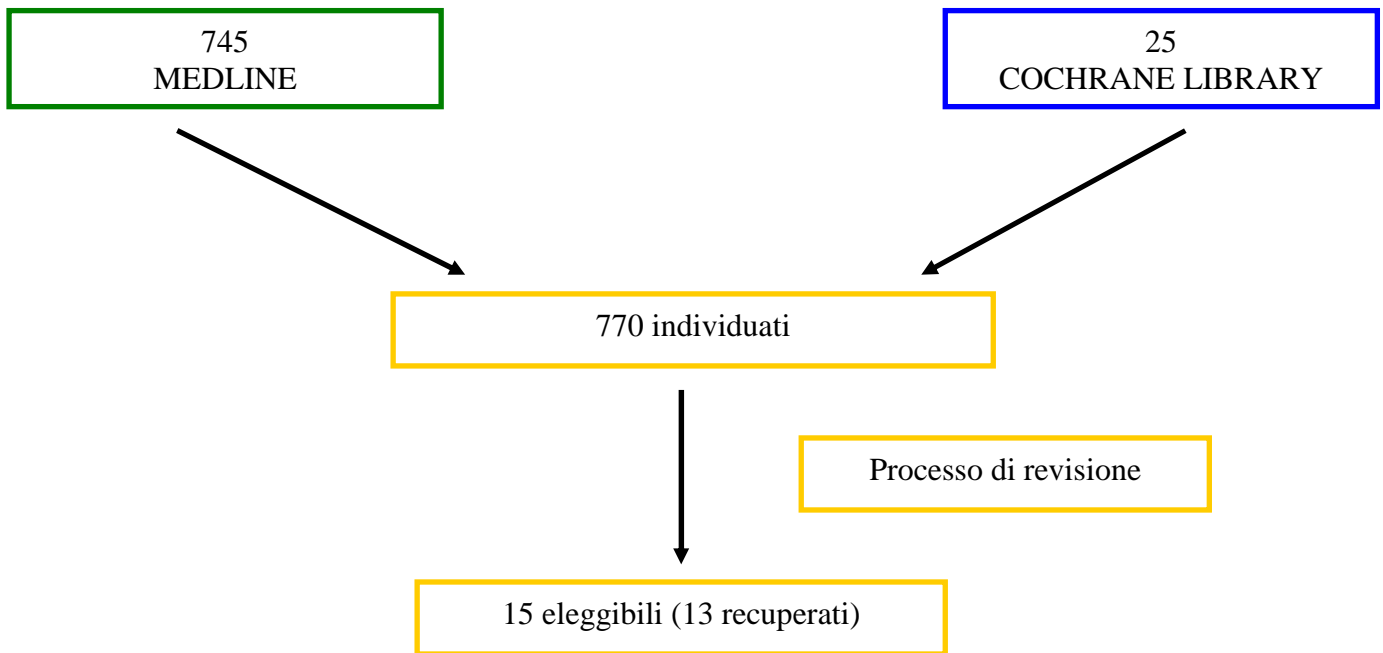 745
MEDLINE
25
COCHRANE LIBRARY
770 individuati
Processo di revisione
15 eleggibili (13 recuperati)